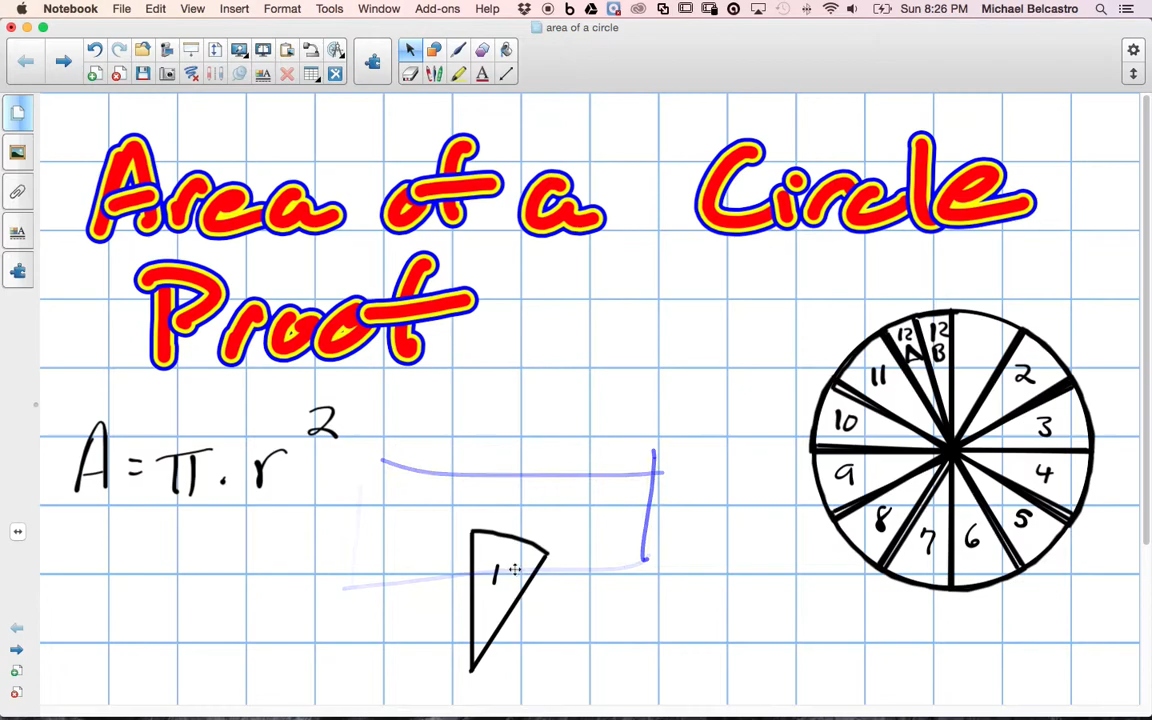 Notebook File Edit View Insert Format Tools Window Add-ons Help Sun 8:26 PM Michael Belcastro
area of a circle
Area of a Circle
Proof
A = π · r 2
1
12 A
12 B
2
3
4
5
6
7
8
9
10
11